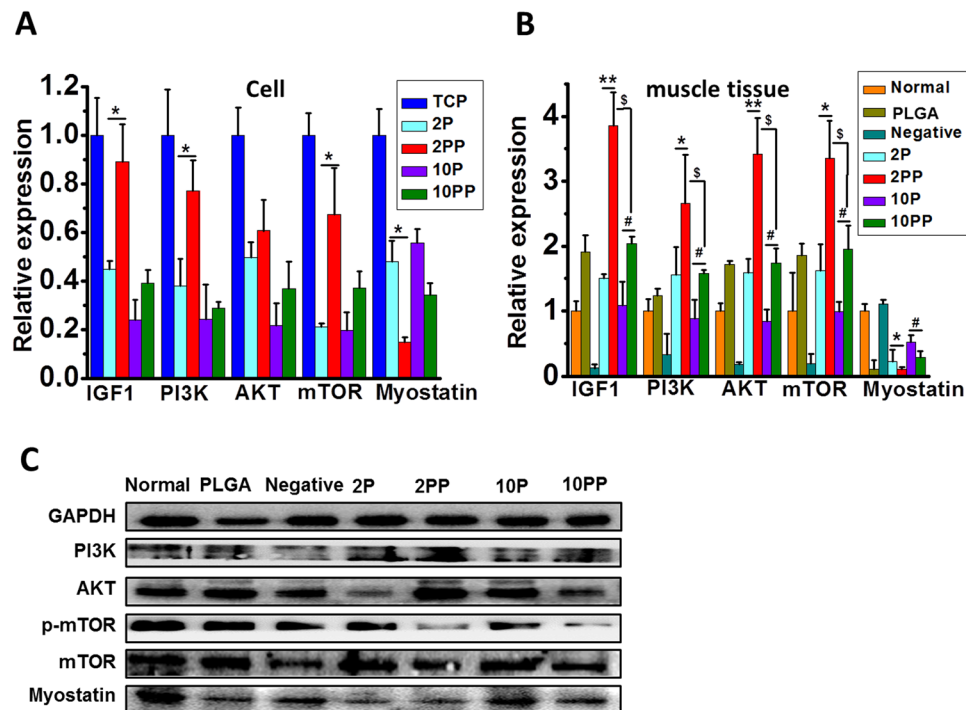 A
Cell
1.2
1.0
0.8
0.6
0.4
0.2
0.0
Relative expression
* * * *
IGF1 PI3K AKT mTOR Myostatin
TCP
2P
2PP
10P
10PP
B
muscle tissue
4
3
2
1
0
Relative expression
** $ * $ ** $ * $
# # # # * #
IGF1 PI3K AKT mTOR Myostatin
Normal
PLGA
Negative
2P
2PP
10P
10PP
C
Normal PLGA Negative 2P 2PP 10P 10PP
GAPDH
PI3K
AKT
p-mTOR
mTOR
Myostatin